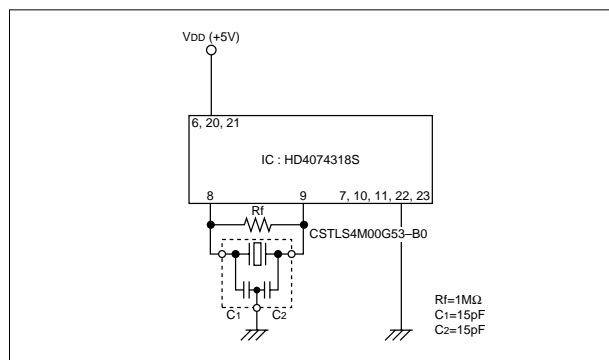 VDD (+5V)
6, 20, 21
IC : HD4074318S
8
9
7, 10, 11, 22, 23
Rf
CSTLS4M00G53–B0
C1
C2
Rf=1MΩ
C1=15pF
C2=15pF